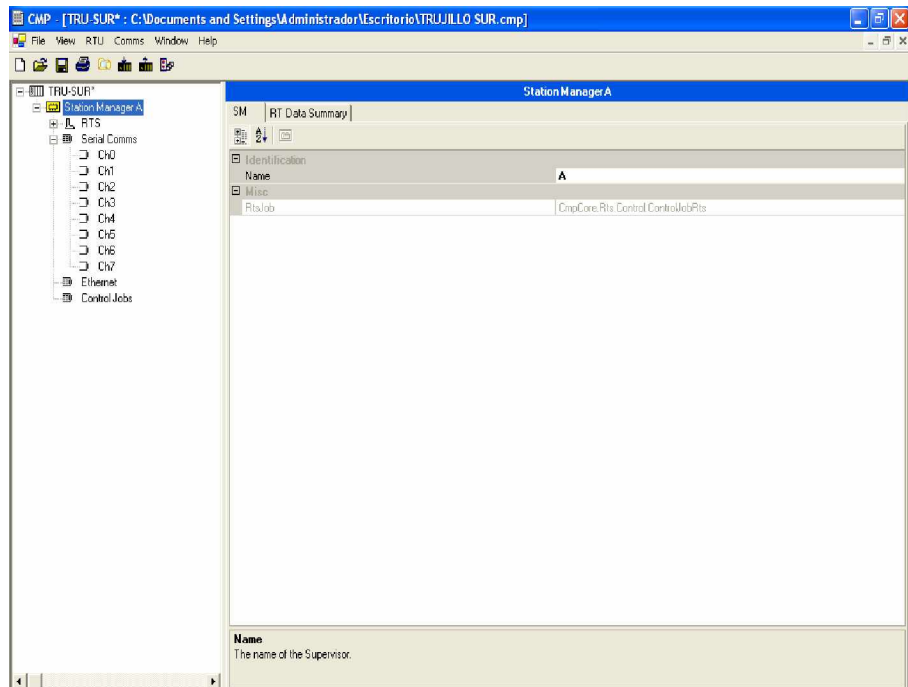 CMP - [TRU-SUR* : C:\Documents and Settings\Administrador\Escritorio\TRUJILLO SUR.cmp]
File View RTU Comms Window Help
TRU-SUR*
Station Manager A
RTS
Serial Comms
Ch0
Ch1
Ch2
Ch3
Ch4
Ch5
Ch6
Ch7
Ethernet
Control Jobs
Station Manager A
SM RT Data Summary
Identification
Name A
Misc
RtsJob CmpCore.Rts.Control.ControlJobRts
Name
The name of the Supervisor.